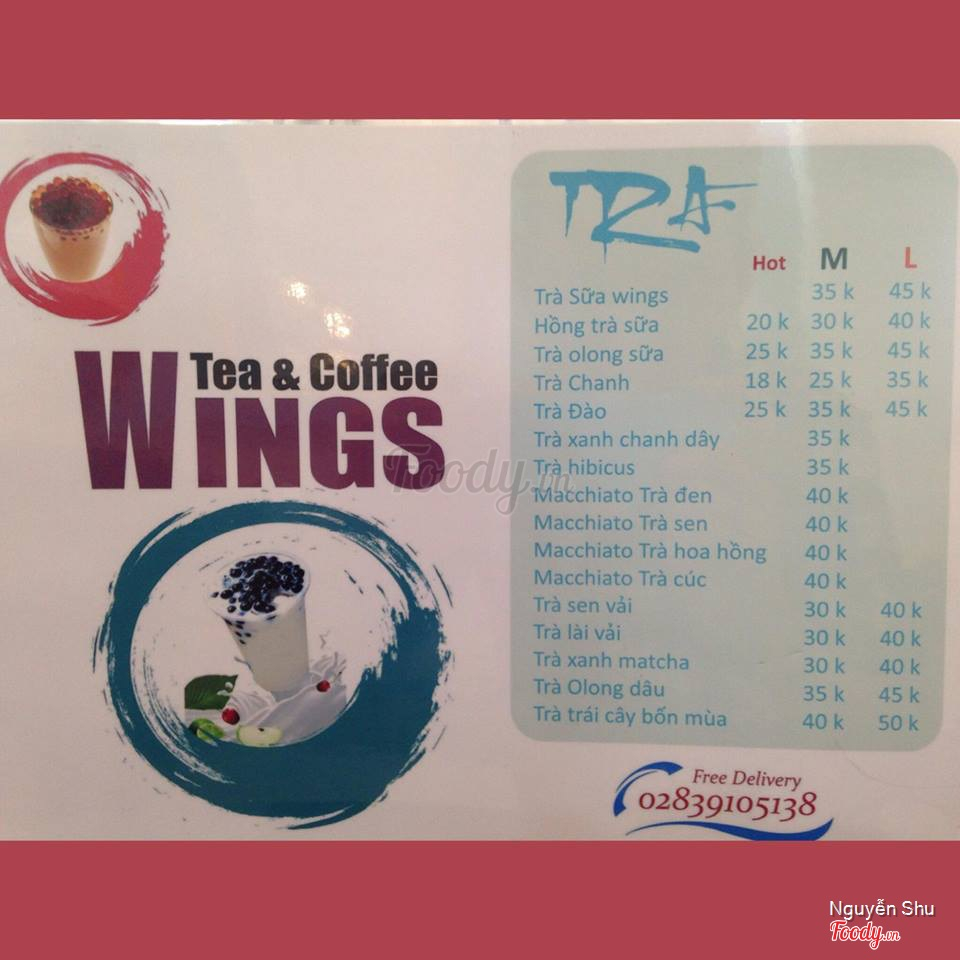 Tea & Coffee
WINGS
TRÀ
Hot M L
Trà Sữa wings 35 k 45 k
Hồng trà sữa 20 k 30 k 40 k
Trà olong sữa 25 k 35 k 45 k
Trà Chanh 18 k 25 k 35 k
Trà Đào 25 k 35 k 45 k
Trà xanh chanh dây 35 k
Trà hibicus 35 k
Macchiato Trà đen 40 k
Macchiato Trà sen 40 k
Macchiato Trà hoa hồng 40 k
Macchiato Trà cúc 40 k
Trà sen vải 30 k 40 k
Trà lài vải 30 k 40 k
Trà xanh matcha 30 k 40 k
Trà Olong dâu 35 k 45 k
Trà trái cây bốn mùa 40 k 50 k
Free Delivery
02839105138
Foody.vn
Nguyễn Shu
Foody.vn